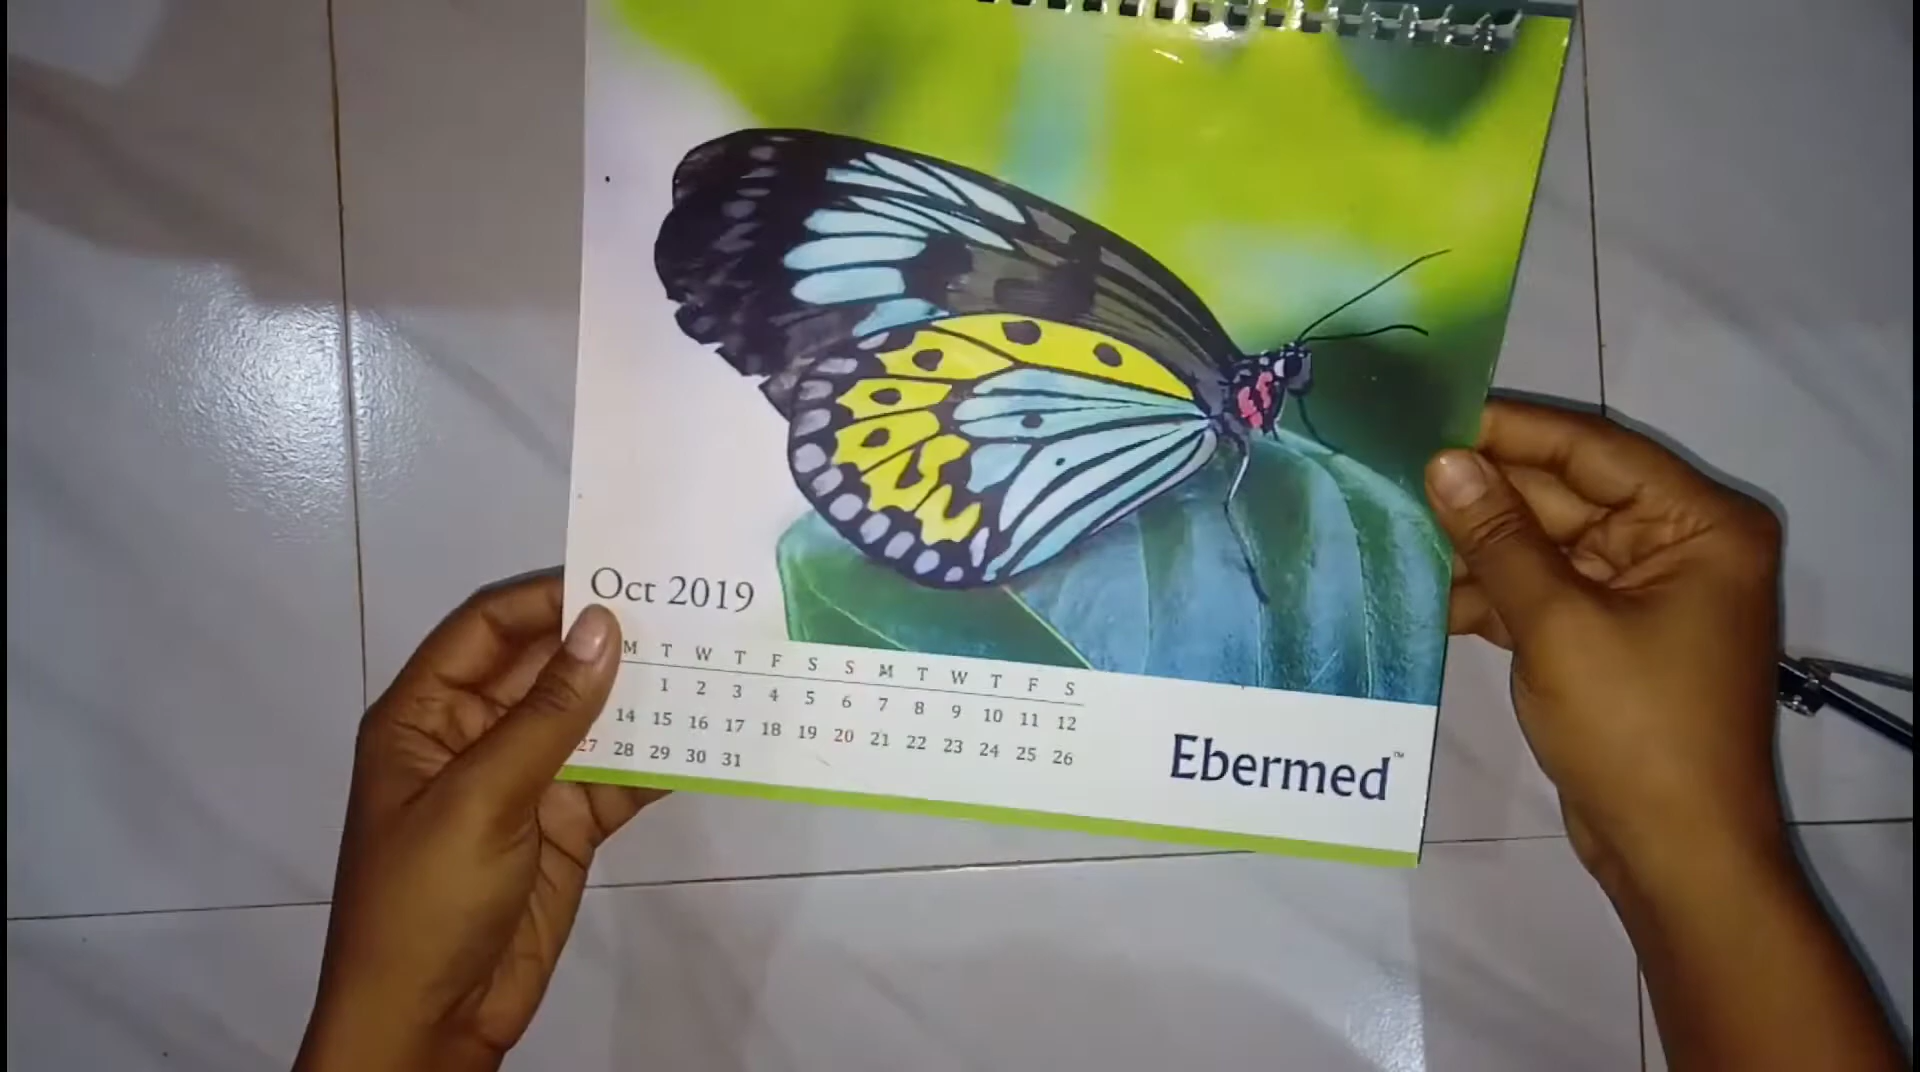 Oct 2019
M T W T F S S M T W T F S
1 2 3 4 5 6 7 8 9 10 11 12
14 15 16 17 18 19 20 21 22 23 24 25 26
27 28 29 30 31
Ebermed™